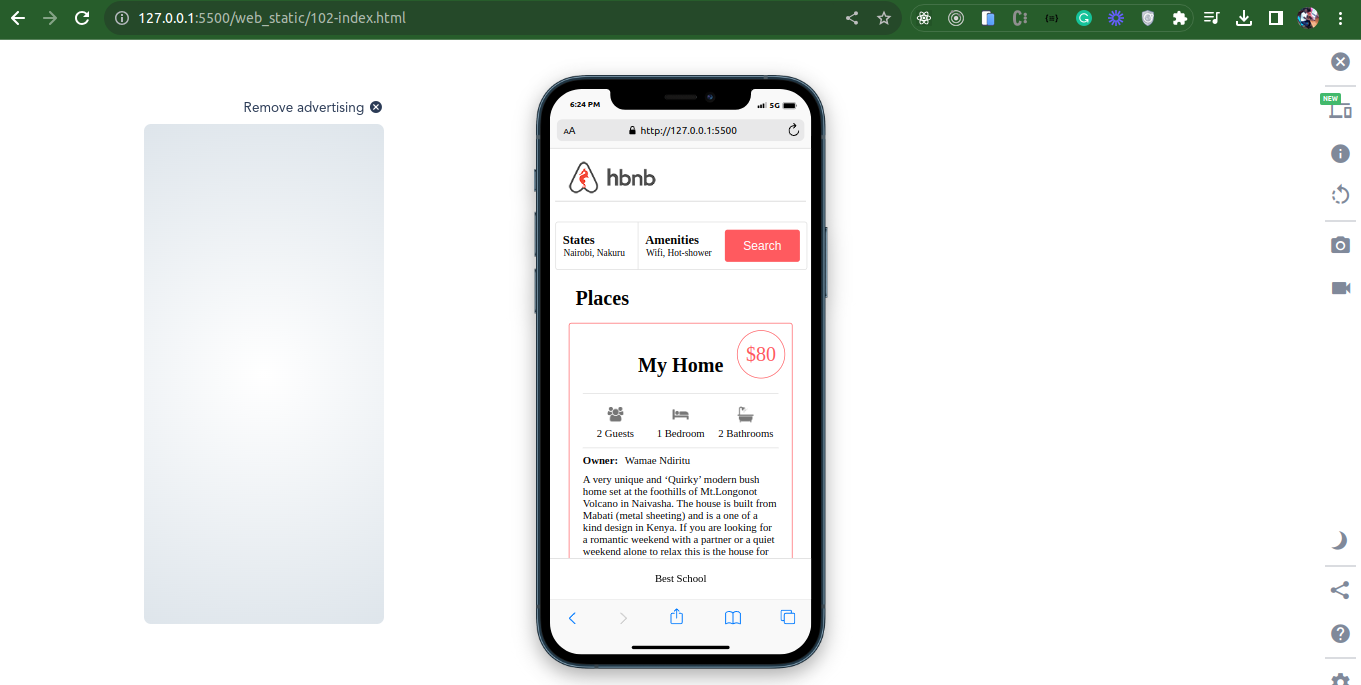 127.0.0.1:5500/web_static/102-index.html
Remove advertising
NEW
6:24 PM
5G
AA
http://127.0.0.1:5500
hbnb
States
Nairobi, Nakuru
Amenities
Wifi, Hot-shower
Search
Places
$80
My Home
2 Guests
1 Bedroom
2 Bathrooms
Owner: Wamae Ndiritu
A very unique and ‘Quirky’ modern bush
home set at the foothills of Mt.Longonot
Volcano in Naivasha. The house is built from
Mabati (metal sheeting) and is a one of a
kind design in Kenya. If you are looking for
a romantic weekend with a partner or a quiet
weekend alone to relax this is the house for
Best School